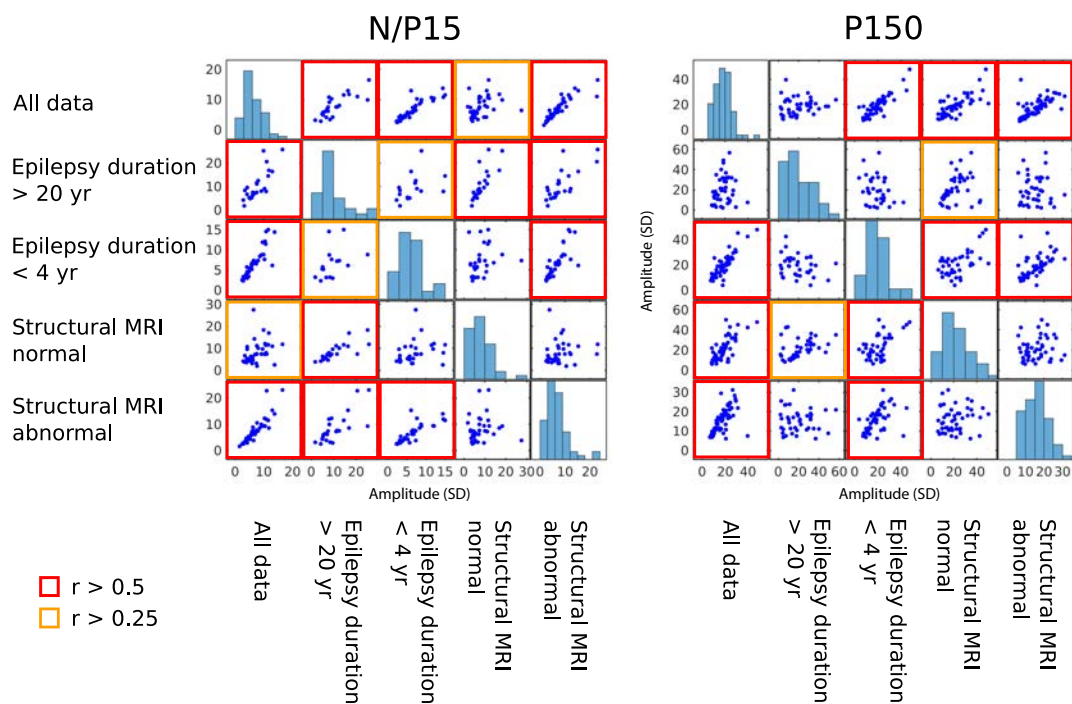 N/P15
P150
All data
Epilepsy duration
> 20 yr
Epilepsy duration
< 4 yr
Structural MRI
normal
Structural MRI
abnormal
20
10
0
20
10
0
15
10
5
0
30
20
10
0
20
10
0
0 10 20
0 10 20
0 5 10 15
0 10 20 30
0 10 20
Amplitude (SD)
Amplitude (SD)
40
20
0
60
40
20
0
40
20
0
60
40
20
0
30
20
10
0
0 20 40
0 20 40 60
0 20 40
0 20 40
0 10 20 30
Amplitude (SD)
All data
Epilepsy duration
> 20 yr
Epilepsy duration
< 4 yr
Structural MRI
normal
Structural MRI
abnormal
All data
Epilepsy duration
> 20 yr
Epilepsy duration
< 4 yr
Structural MRI
normal
Structural MRI
abnormal
r > 0.5
r > 0.25